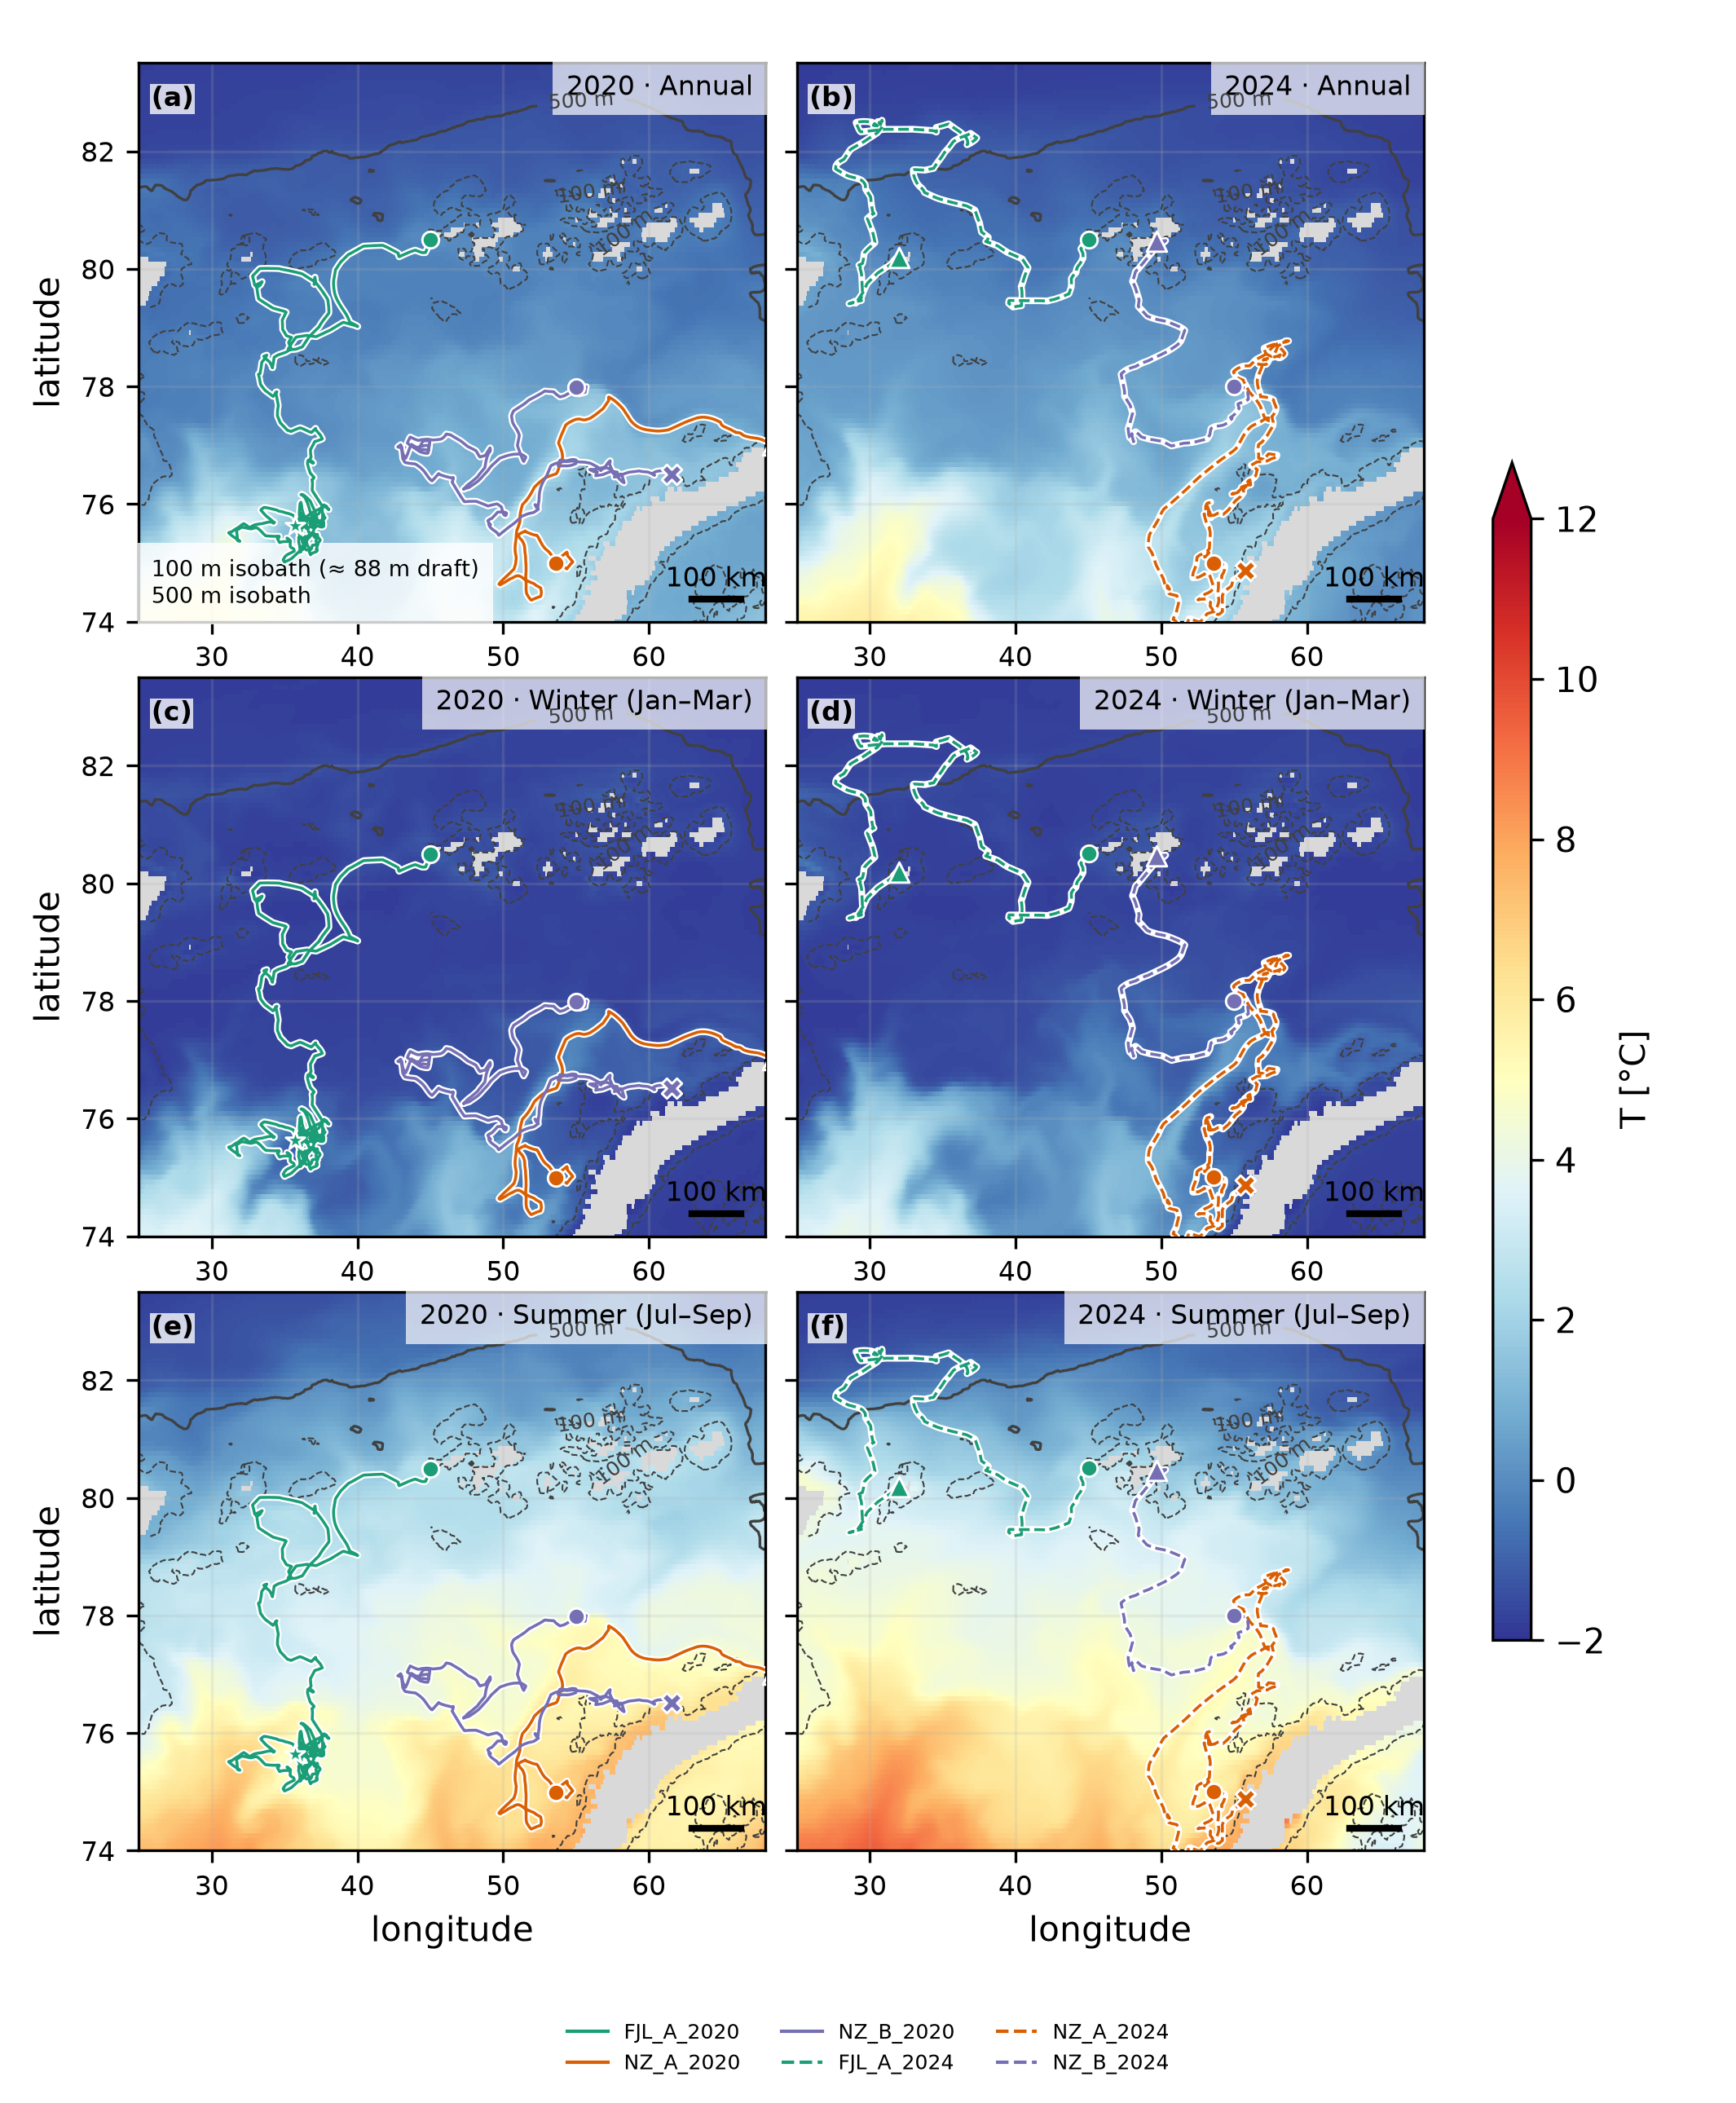 (a)
2020 · Annual
500 m
100 m
100 m
82
80
78
76
74
latitude
100 m isobath (≈ 88 m draft)
500 m isobath
100 km
30 40 50 60
(b)
2024 · Annual
500 m
100 m
100 m
100 km
30 40 50 60
(c)
2020 · Winter (Jan–Mar)
500 m
100 m
100 m
82
80
78
76
74
latitude
100 km
30 40 50 60
(d)
2024 · Winter (Jan–Mar)
500 m
100 m
100 m
100 km
30 40 50 60
(e)
2020 · Summer (Jul–Sep)
500 m
100 m
100 m
82
80
78
76
74
latitude
100 km
30 40 50 60
longitude
(f)
2024 · Summer (Jul–Sep)
500 m
100 m
100 m
100 km
30 40 50 60
longitude
12
10
8
6
4
2
0
−2
T [°C]
FJL_A_2020 NZ_B_2020 NZ_A_2024
NZ_A_2020 FJL_A_2024 NZ_B_2024